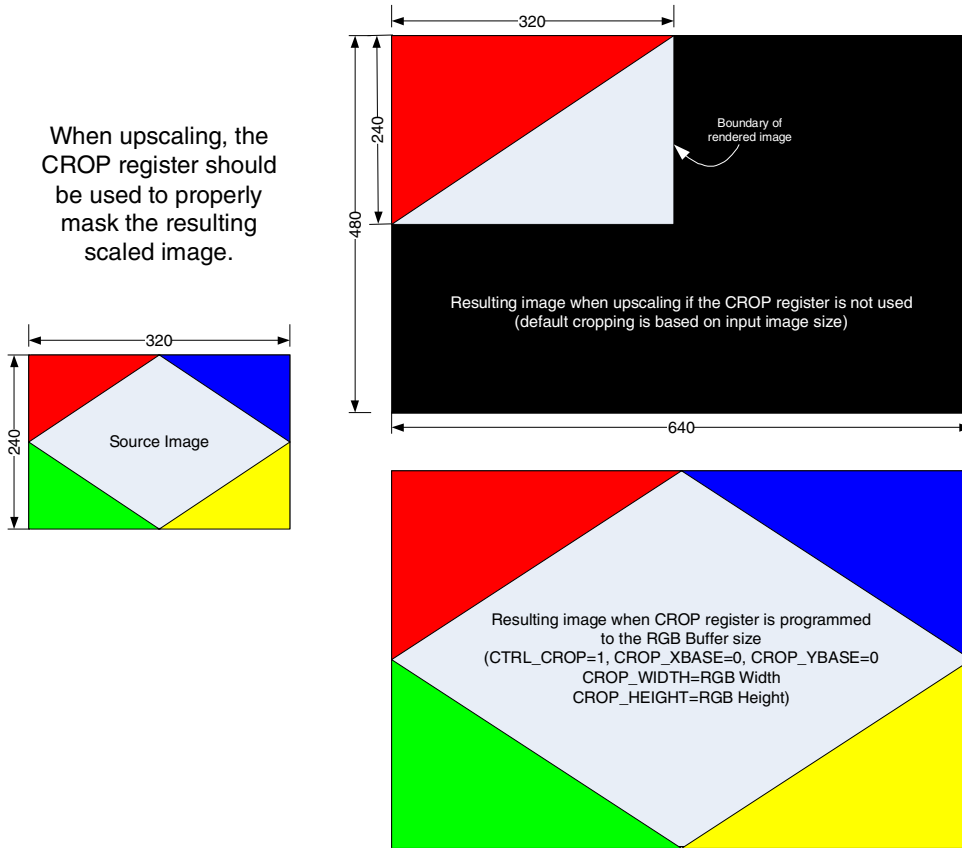 When upscaling, the
CROP register should
be used to properly
mask the resulting
scaled image.
320
240
Source Image
320
240
480
Boundary of
rendered image
Resulting image when upscaling if the CROP register is not used
(default cropping is based on input image size)
640
Resulting image when CROP register is programmed
to the RGB Buffer size
(CTRL_CROP=1, CROP_XBASE=0, CROP_YBASE=0
CROP_WIDTH=RGB Width
CROP_HEIGHT=RGB Height)